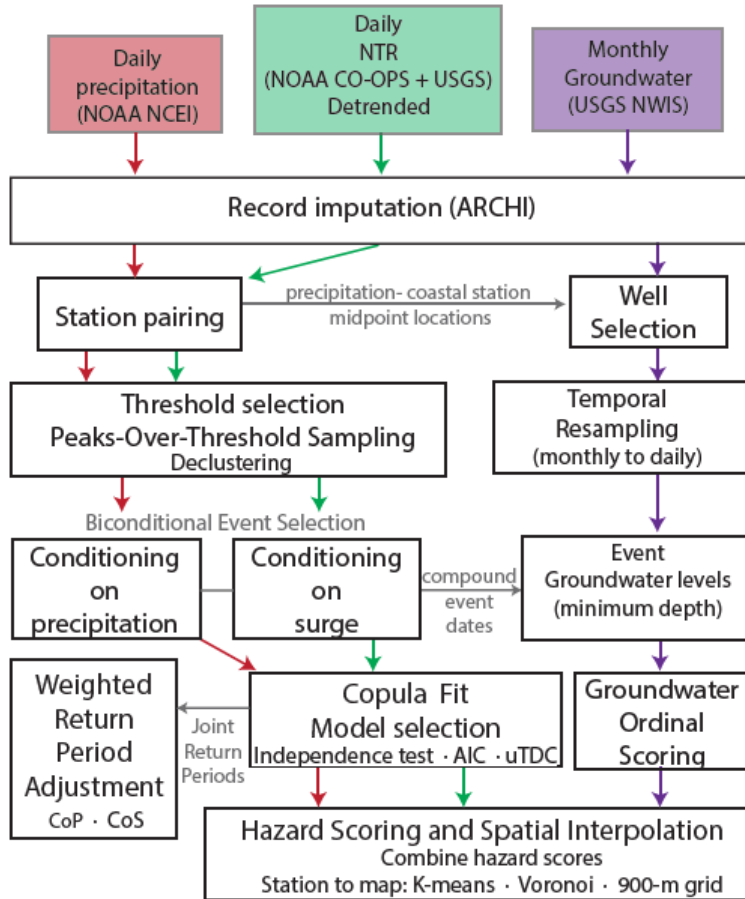 Daily
precipitation
(NOAA NCEI)
Daily
NTR
(NOAA CO-OPS + USGS)
Detrended
Monthly
Groundwater
(USGS NWIS)
Record imputation (ARCHI)
Station pairing
precipitation- coastal station
midpoint locations
Well
Selection
Threshold selection
Peaks-Over-Threshold Sampling
Declustering
Temporal
Resampling
(monthly to daily)
Biconditional Event Selection
Conditioning
on
precipitation
Conditioning
on
surge
compound
event
dates
Event
Groundwater levels
(minimum depth)
Weighted
Return
Period
Adjustment
CoP · CoS
Joint
Return
Periods
Copula Fit
Model selection
Independence test · AIC · uTDC
Groundwater
Ordinal
Scoring
Hazard Scoring and Spatial Interpolation
Combine hazard scores
Station to map: K-means · Voronoi · 900-m grid